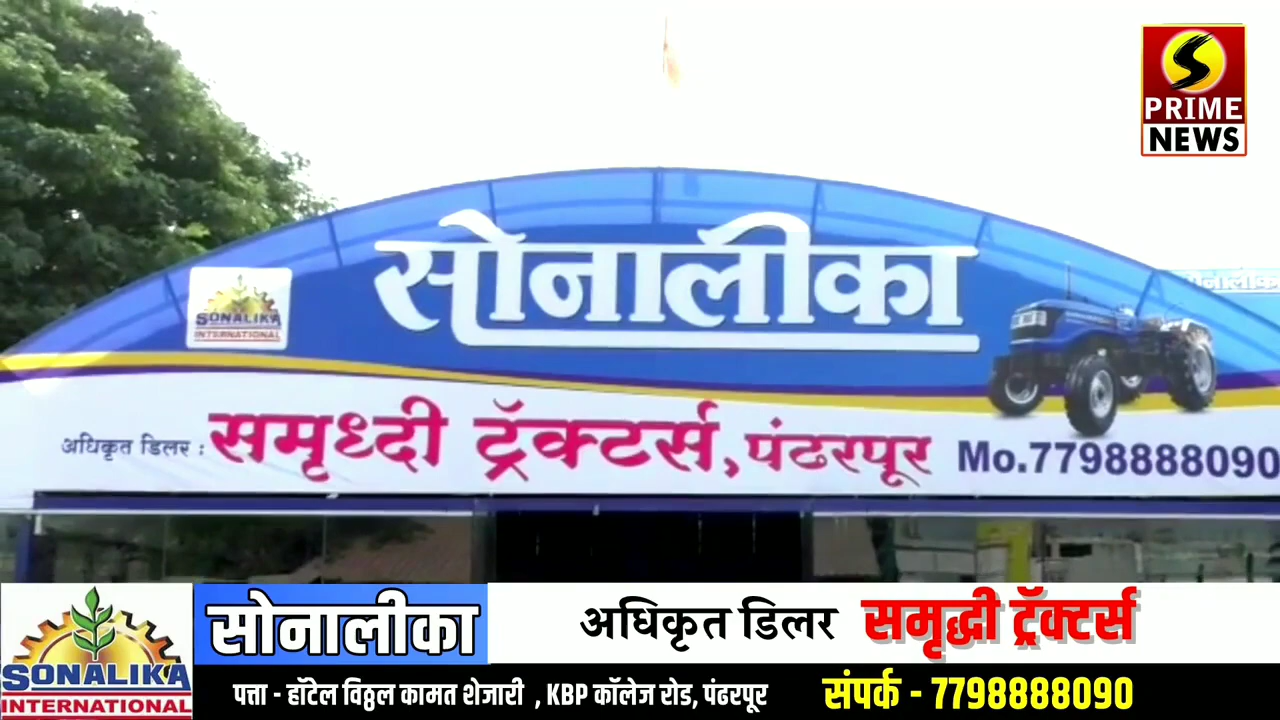 PRIME
NEWS
सोनालीका
सोनालीका
SONALIKA
INTERNATIONAL
अधिकृत डिलर : समृध्दी ट्रॅक्टर्स, पंढरपूर Mo.7798888090
सोनालीका
अधिकृत डिलर समृद्धी ट्रॅक्टर्स
SONALIKA
INTERNATIONAL
पत्ता - हॉटेल विठ्ठल कामत शेजारी , KBP कॉलेज रोड, पंढरपूर संपर्क - 7798888090